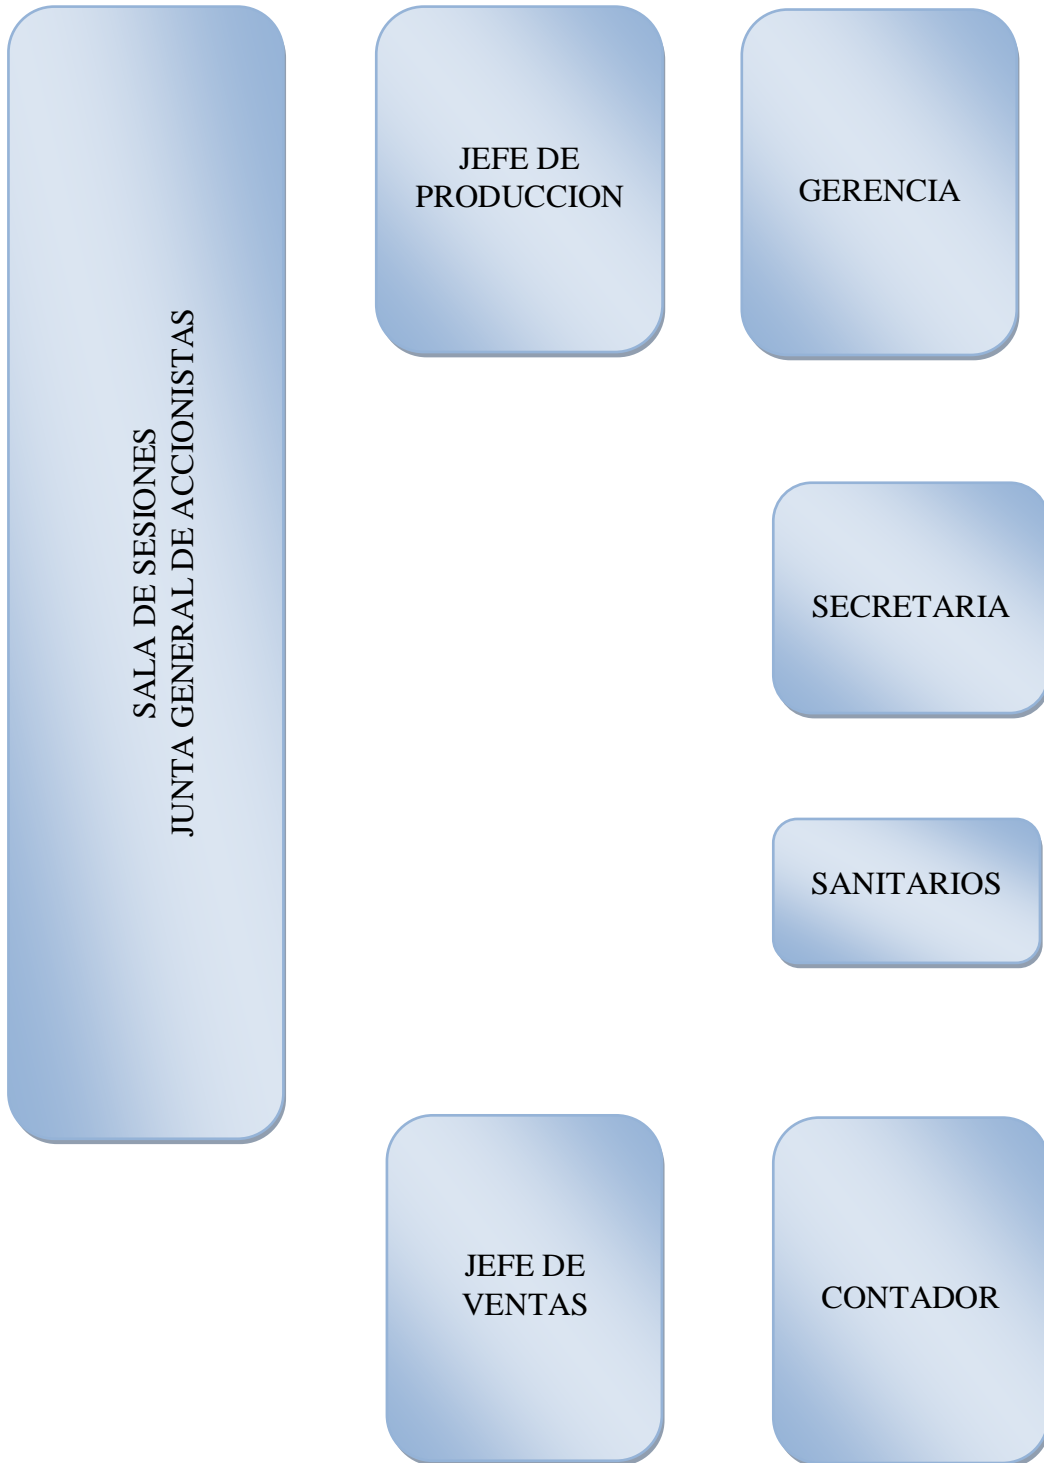 SALA DE SESIONES
JUNTA GENERAL DE ACCIONISTAS
JEFE DE
PRODUCCION
GERENCIA
SECRETARIA
SANITARIOS
JEFE DE
VENTAS
CONTADOR